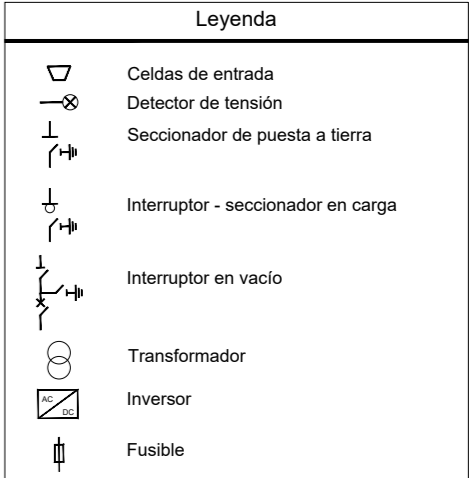 Leyenda
Celdas de entrada
Detector de tensión
Seccionador de puesta a tierra
Interruptor - seccionador en carga
Interruptor en vacío
Transformador
AC
DC
Inversor
Fusible